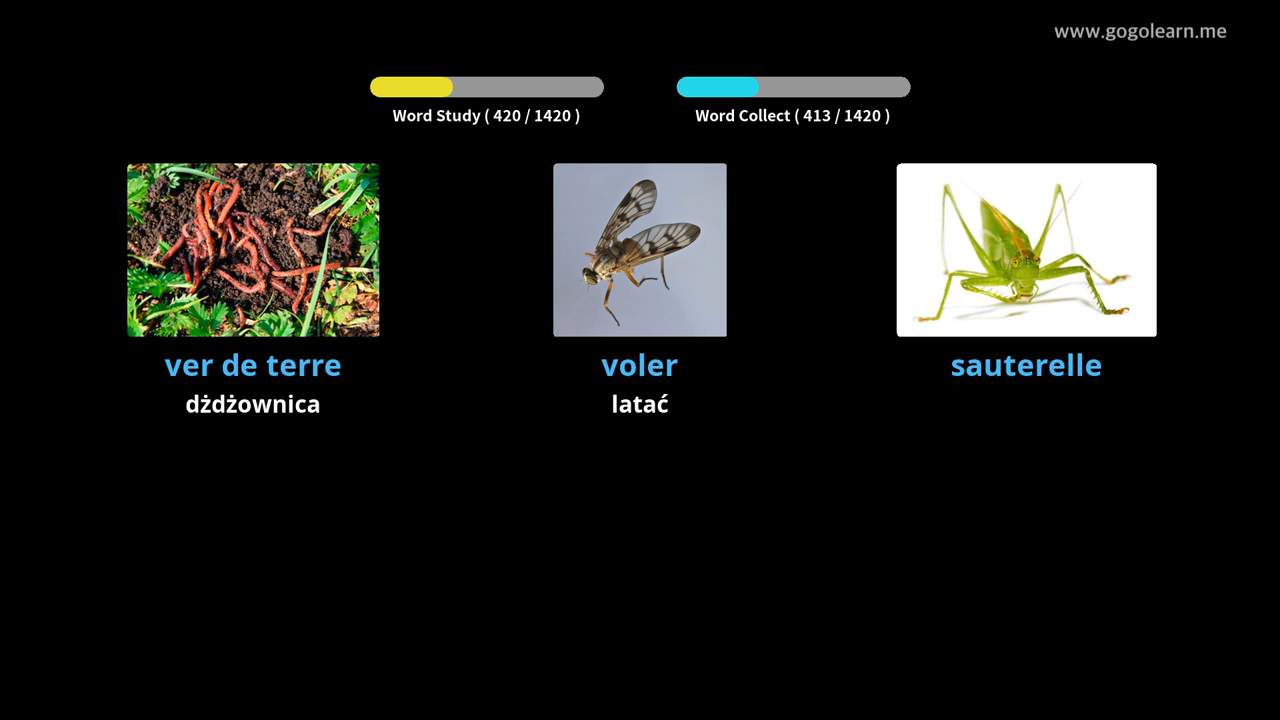 www.gogolearn.me
Word Study ( 420 / 1420 )
Word Collect ( 413 / 1420 )
ver de terre
dżdżownica
voler
latać
sauterelle